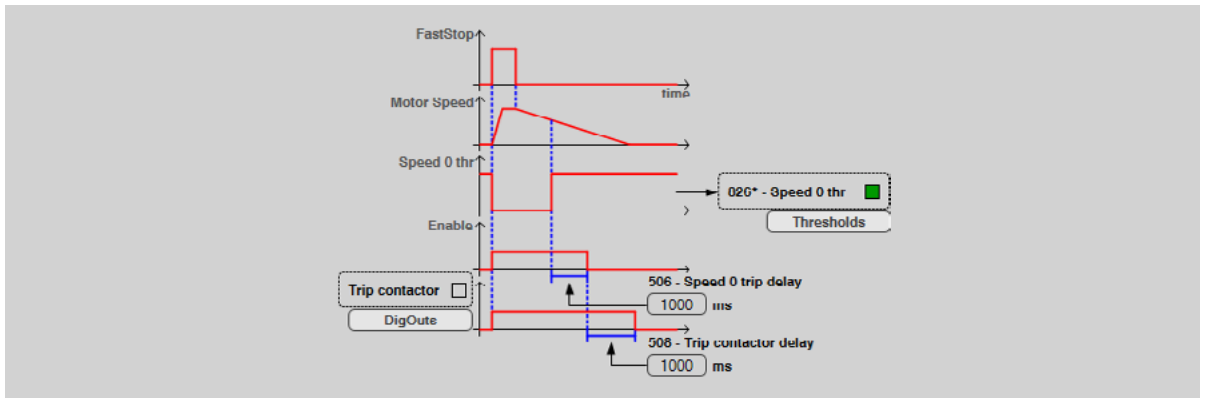 FastStop
time
Motor Speed
Speed 0 thr
026* - Speed 0 thr
Thresholds
Enable
506 - Speed 0 trip delay
Trip contactor
1000 ms
DigOute
508 - Trip contactor delay
1000 ms